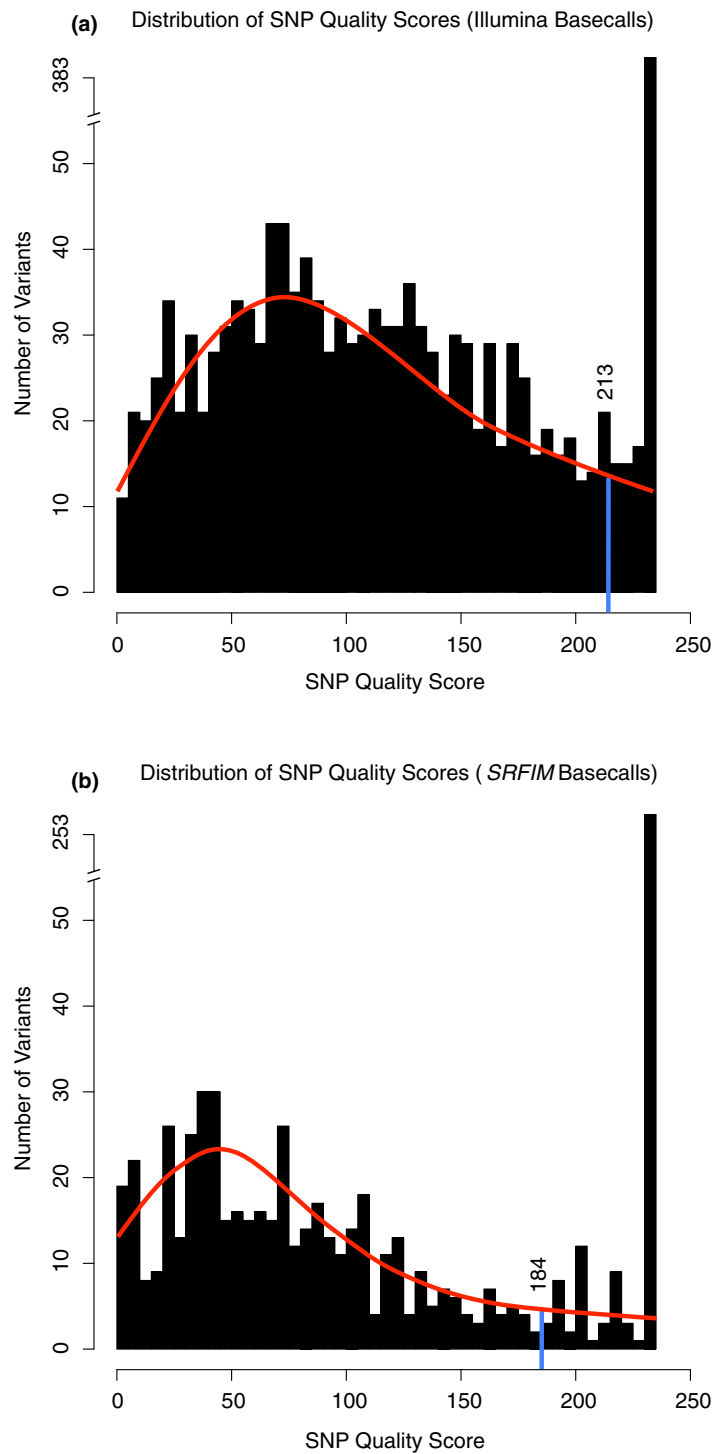 (a) Distribution of SNP Quality Scores (Illumina Basecalls)
383
50
40
30
20
10
0
Number of Variants
213
0 50 100 150 200 250
SNP Quality Score
(b) Distribution of SNP Quality Scores ( SRFIM Basecalls)
253
50
40
30
20
10
0
Number of Variants
184
0 50 100 150 200 250
SNP Quality Score